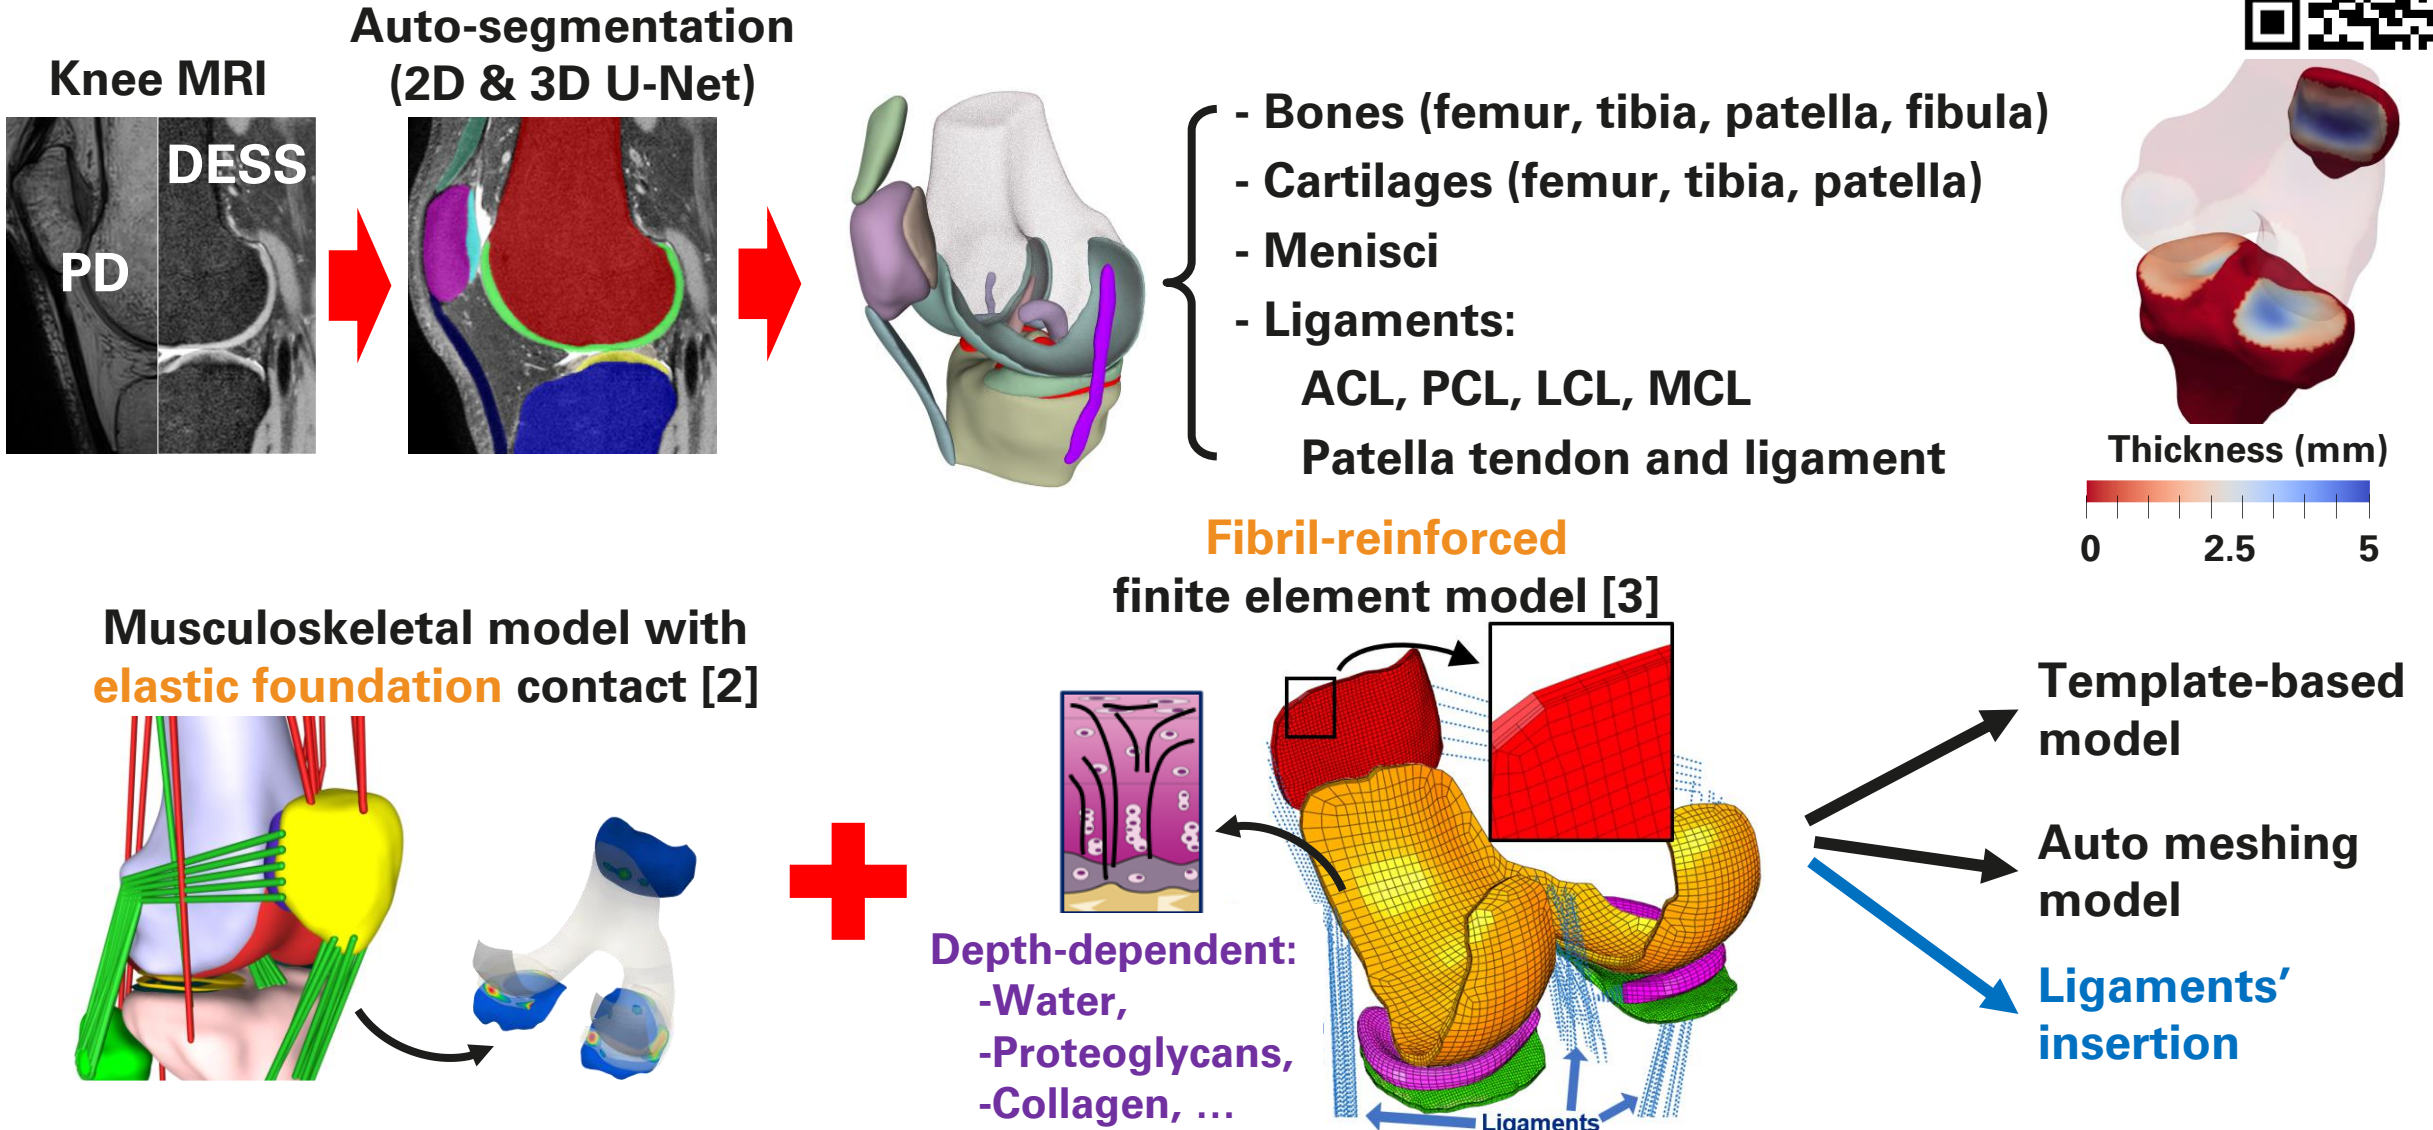 Knee MRI
Auto-segmentation
(2D & 3D U-Net)
DESS
PD
- Bones (femur, tibia, patella, fibula)
- Cartilages (femur, tibia, patella)
- Menisci
- Ligaments:
ACL, PCL, LCL, MCL
Patella tendon and ligament
Thickness (mm)
0 2.5 5
Musculoskeletal model with
elastic foundation contact [2]
Fibril-reinforced
finite element model [3]
Depth-dependent:
-Water,
-Proteoglycans,
-Collagen, ...
Ligaments
Template-based
model
Auto meshing
model
Ligaments’
insertion